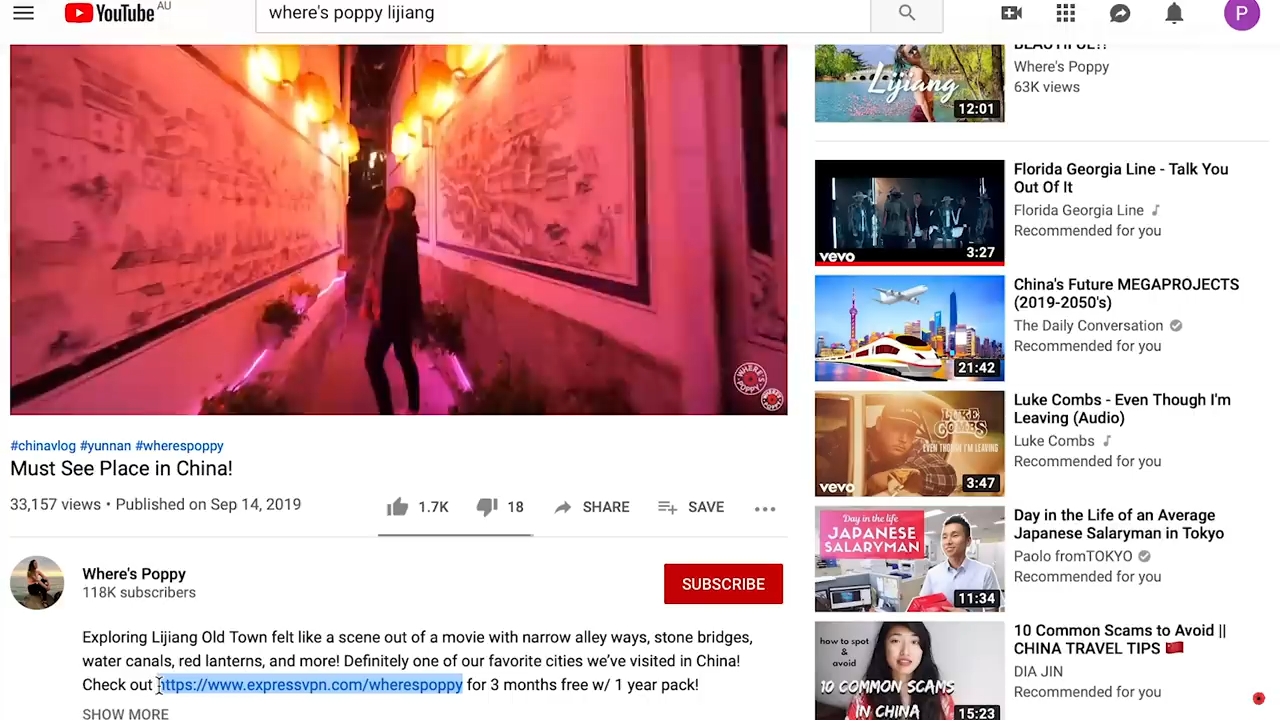 YouTube AU
where's poppy lijiang
P
WHERE'S POPPY
WHERE'S POPPY
#chinavlog #yunnan #wherespoppy
Must See Place in China!
33,157 views • Published on Sep 14, 2019
1.7K
18
SHARE
SAVE
Where's Poppy
118K subscribers
SUBSCRIBE
Exploring Lijiang Old Town felt like a scene out of a movie with narrow alley ways, stone bridges,
water canals, red lanterns, and more! Definitely one of our favorite cities we've visited in China!
Check out https://www.expressvpn.com/wherespoppy for 3 months free w/ 1 year pack!
SHOW MORE
Lijiang
12:01
BEAUTIFUL!!
Where's Poppy
63K views
vevo
3:27
Florida Georgia Line - Talk You
Out Of It
Florida Georgia Line
Recommended for you
21:42
China's Future MEGAPROJECTS
(2019-2050's)
The Daily Conversation
Recommended for you
LUKE
COMBS
EVEN THOUGH I'M LEAVING
vevo
3:47
Luke Combs - Even Though I'm
Leaving (Audio)
Luke Combs
Recommended for you
Day in the life
JAPANESE
SALARYMAN
11:34
Day in the Life of an Average
Japanese Salaryman in Tokyo
Paolo fromTOKYO
Recommended for you
how to spot
&
avoid
10 COMMON SCAMS
IN CHINA
15:23
10 Common Scams to Avoid ||
CHINA TRAVEL TIPS
DIA JIN
Recommended for you